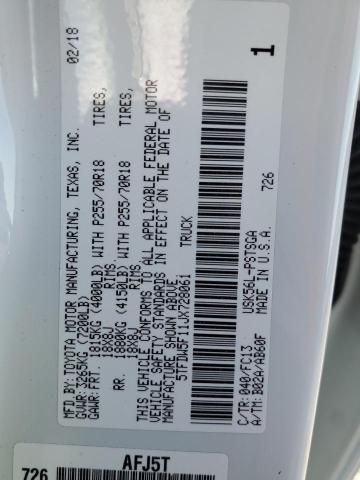 MFD. BY: TOYOTA MOTOR MANUFACTURING, TEXAS, INC. 02/18
GVWR: 3265KG (7200LB)
GAWR: FRT. 1815KG (4000LB) WITH P255/70R18 TIRES,
18X8J RIMS
RR. 1880KG (4150LB) WITH P255/70R18 TIRES,
18X8J RIMS
THIS VEHICLE CONFORMS TO ALL APPLICABLE FEDERAL MOTOR
VEHICLE SAFETY STANDARDS IN EFFECT ON THE DATE OF
MANUFACTURE SHOWN ABOVE.
5TFDW5F11JX728061 TRUCK
1
726
C/TR: 040/FC13 USK56L-PSTSGA
A/TM: B02A/AB60F MADE IN U.S.A.
726 AFJ5T